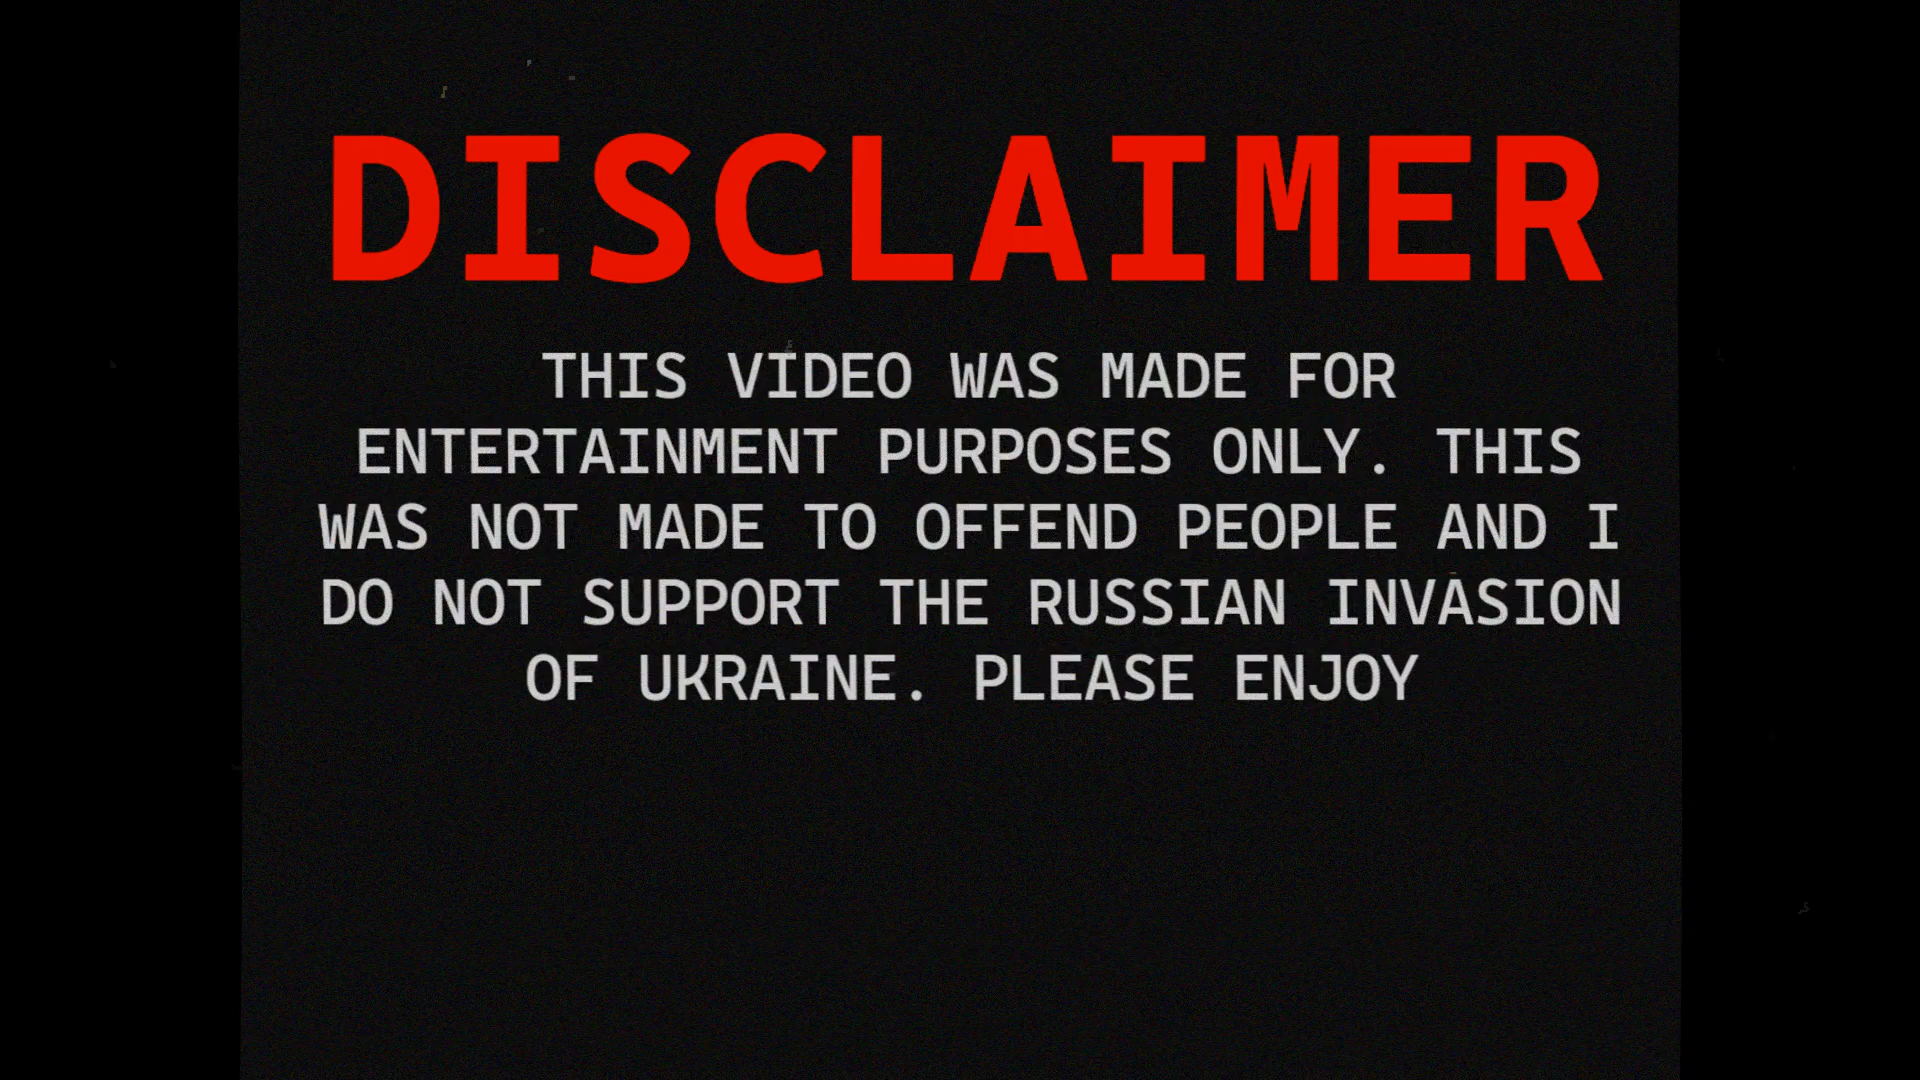 DISCLAIMER
THIS VIDEO WAS MADE FOR
ENTERTAINMENT PURPOSES ONLY. THIS
WAS NOT MADE TO OFFEND PEOPLE AND I
DO NOT SUPPORT THE RUSSIAN INVASION
OF UKRAINE. PLEASE ENJOY